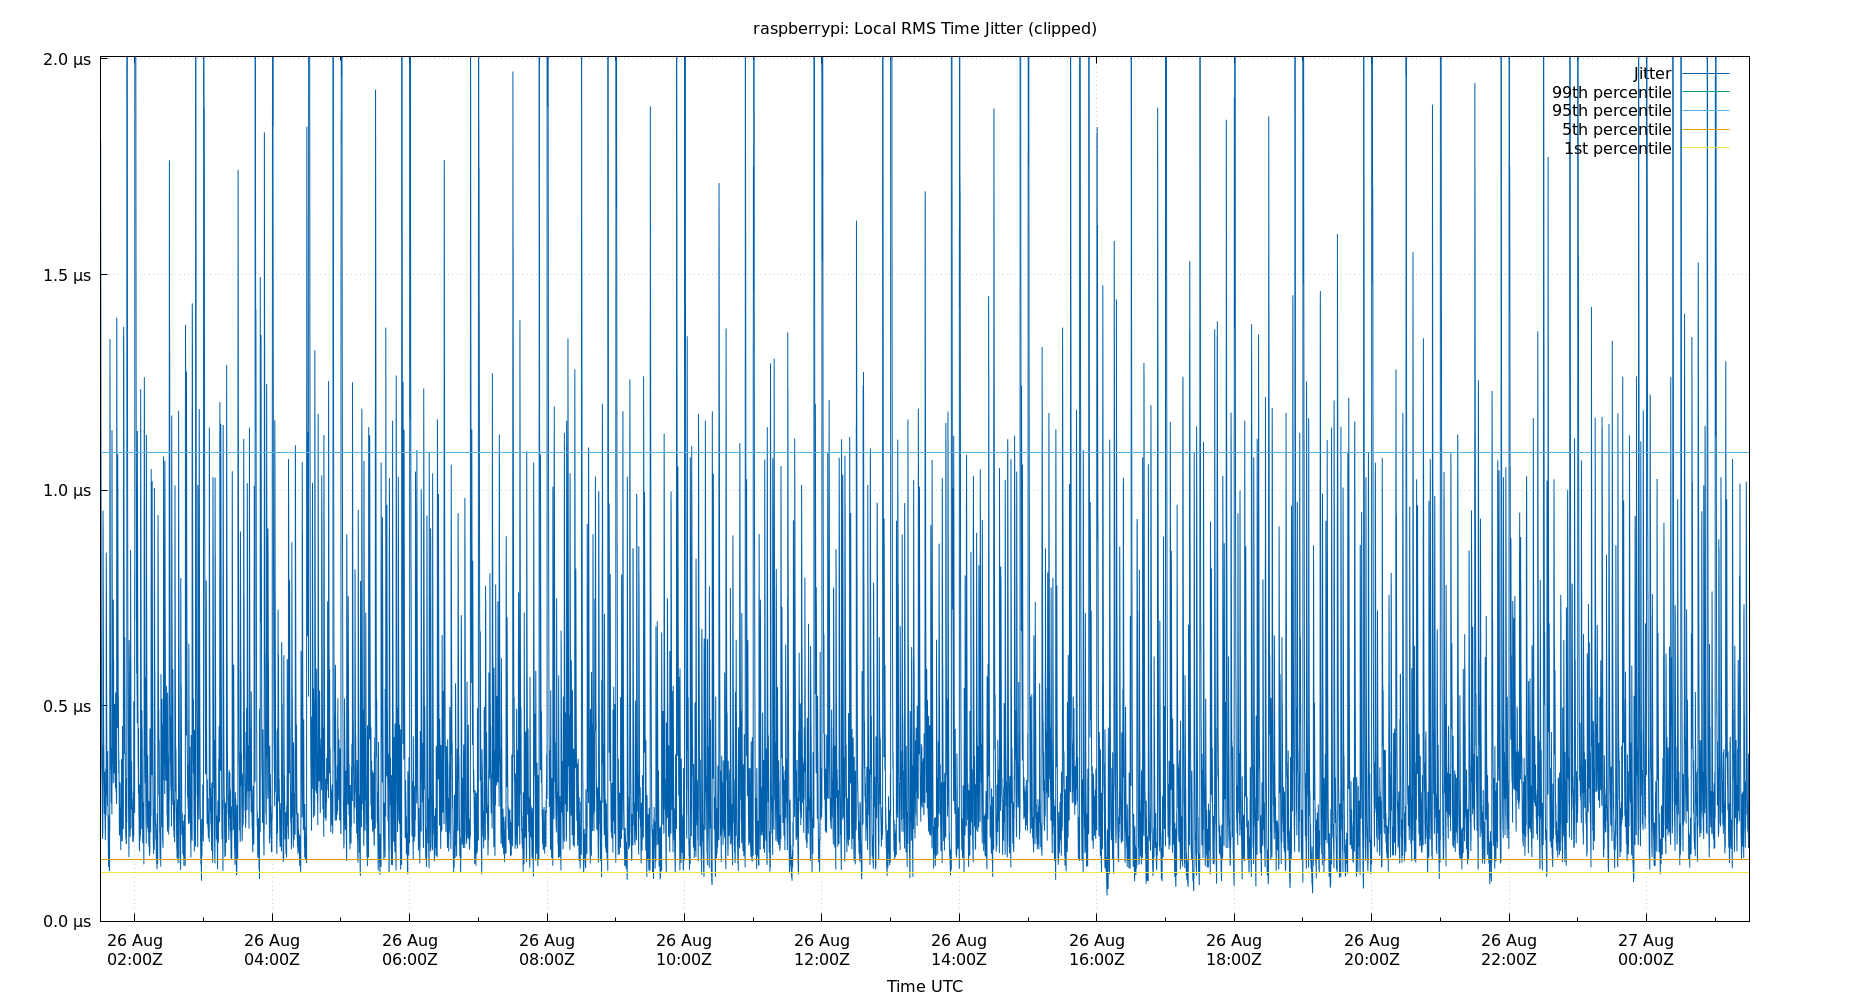 raspberrypi: Local RMS Time Jitter (clipped)
2.0 µs
1.5 µs
1.0 µs
0.5 µs
0.0 µs
Jitter
99th percentile
95th percentile
5th percentile
1st percentile
26 Aug 26 Aug 26 Aug 26 Aug 26 Aug 26 Aug 26 Aug 26 Aug 26 Aug 26 Aug 26 Aug 27 Aug
02:00Z 04:00Z 06:00Z 08:00Z 10:00Z 12:00Z 14:00Z 16:00Z 18:00Z 20:00Z 22:00Z 00:00Z
Time UTC